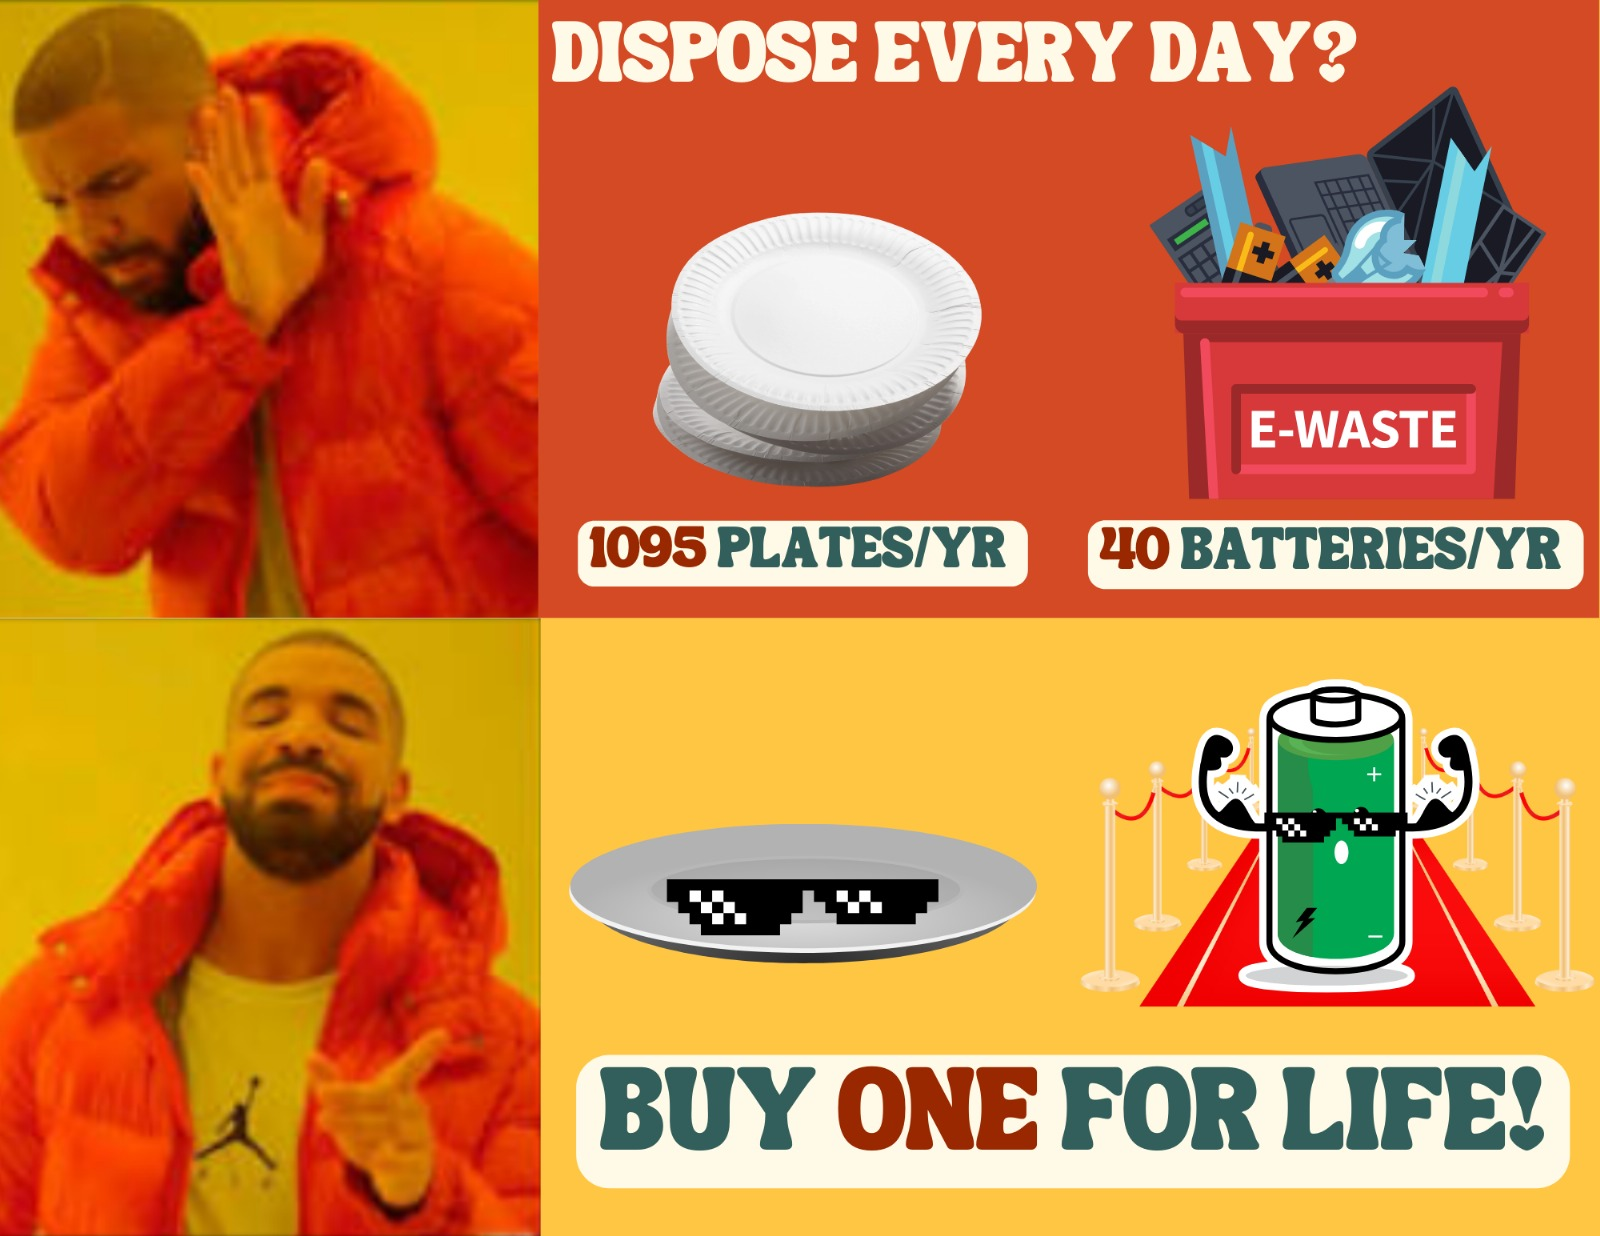 DISPOSE EVERY DAY?
E-WASTE
1095 PLATES/YR
40 BATTERIES/YR
+
−
BUY ONE FOR LIFE!